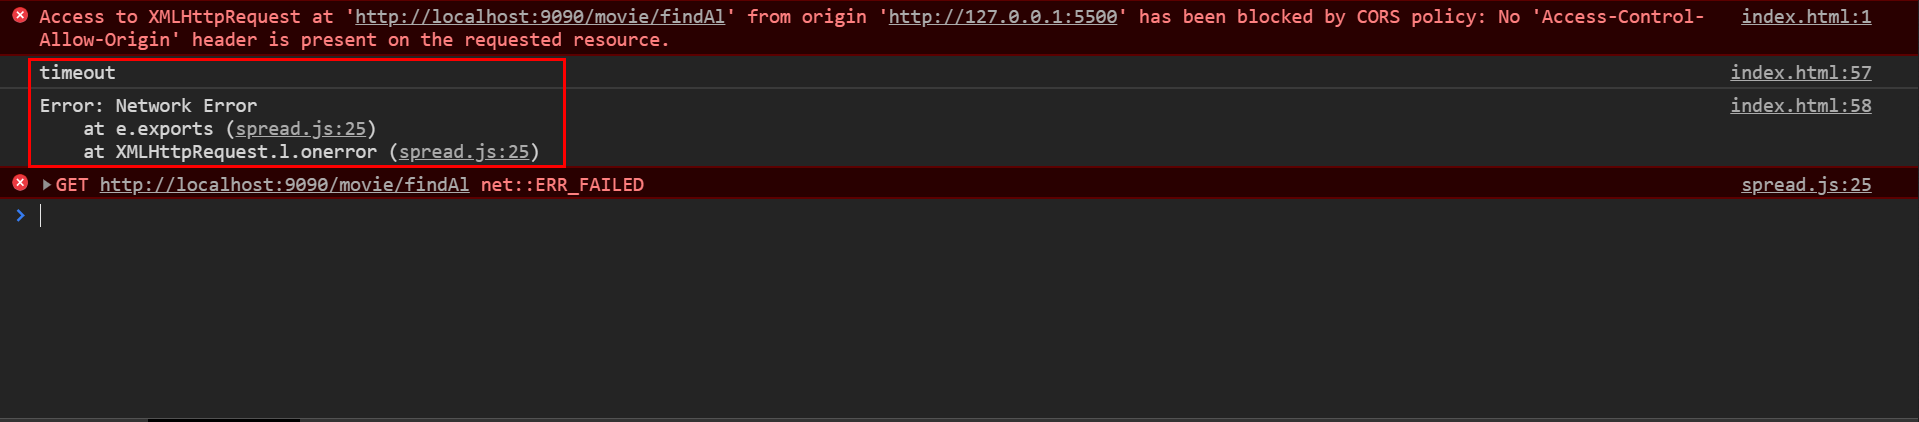 Access to XMLHttpRequest at 'http://localhost:9090/movie/findAl' from origin 'http://127.0.0.1:5500' has been blocked by CORS policy: No 'Access-Control- index.html:1
Allow-Origin' header is present on the requested resource.
timeout index.html:57
Error: Network Error index.html:58
at e.exports (spread.js:25)
at XMLHttpRequest.l.onerror (spread.js:25)
GET http://localhost:9090/movie/findAl net::ERR_FAILED spread.js:25